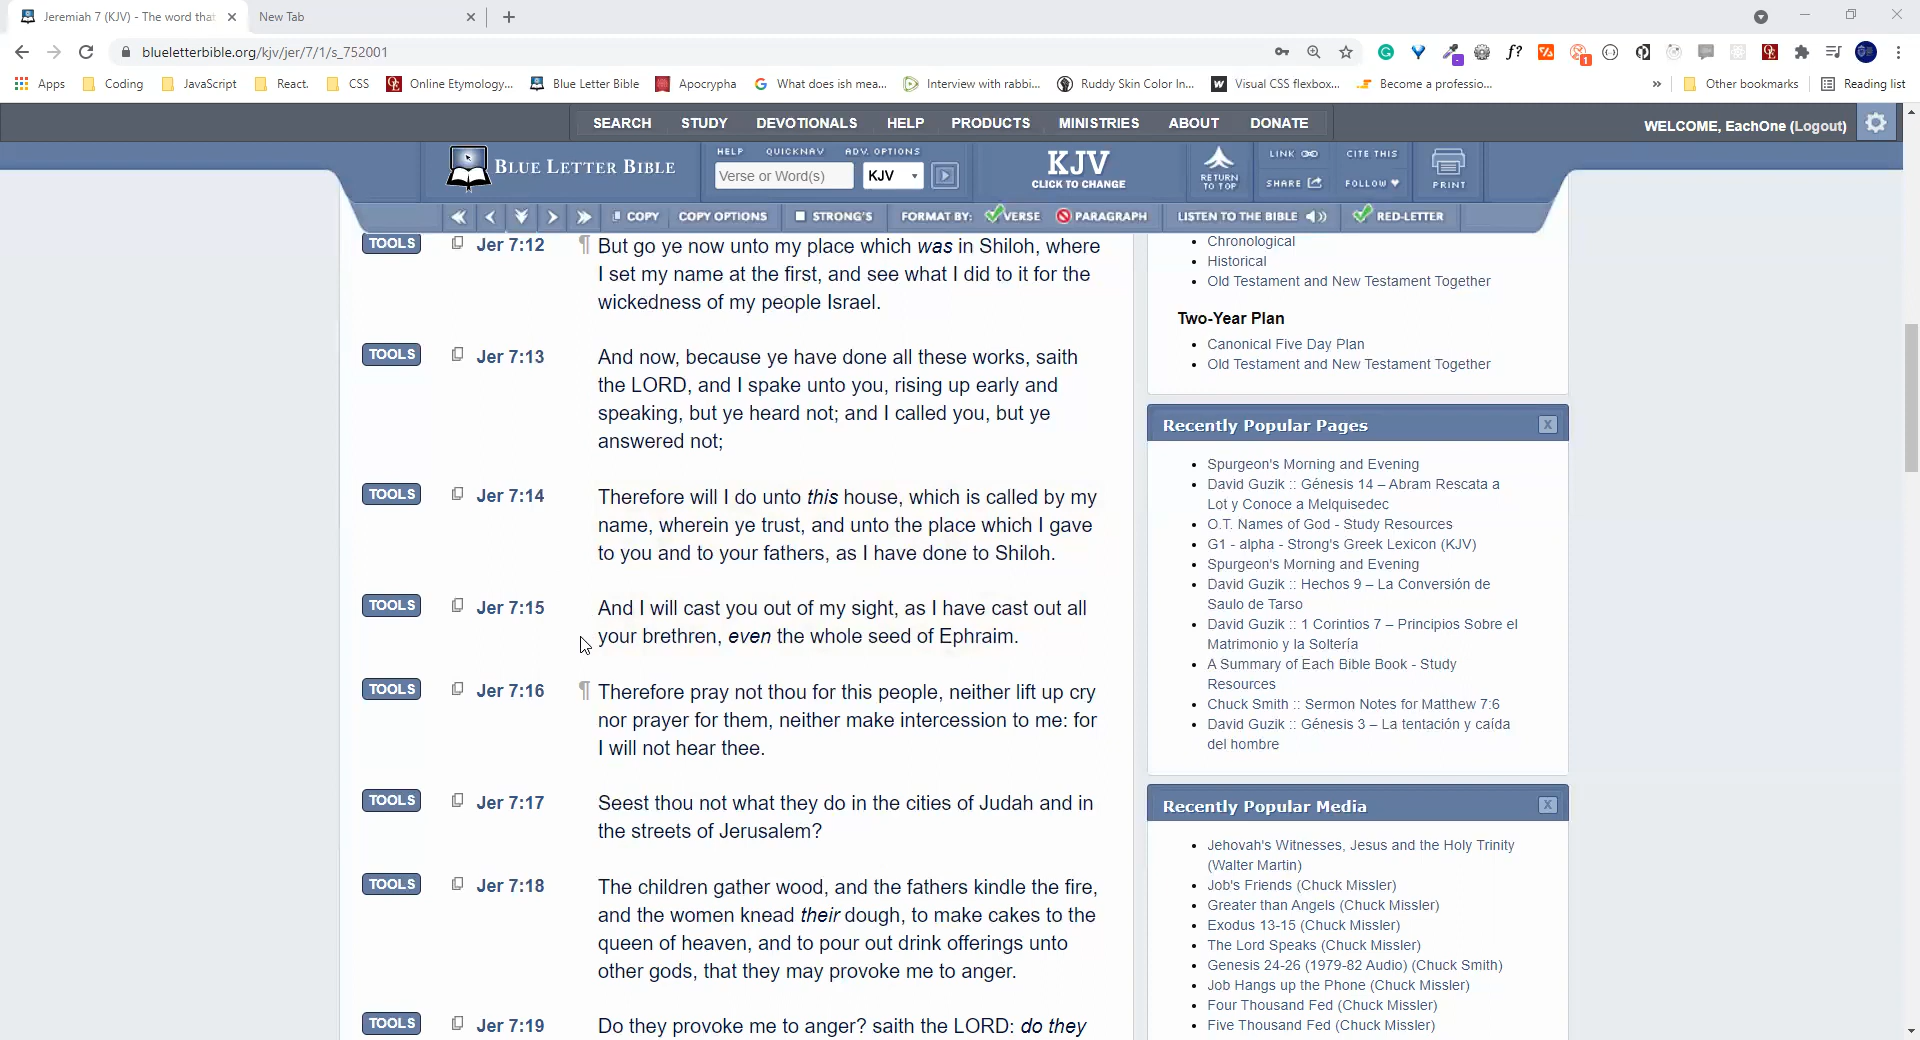 Jeremiah 7 (KJV) - The word that
New Tab
blueletterbible.org/kjv/jer/7/1/s_752001
Apps Coding JavaScript React. CSS Online Etymology... Blue Letter Bible Apocrypha What does ish mea... Interview with rabbi... Ruddy Skin Color In... Visual CSS flexbox... Become a professio... » Other bookmarks Reading list
SEARCH STUDY DEVOTIONALS HELP PRODUCTS MINISTRIES ABOUT DONATE
WELCOME, EachOne (Logout)
BLUE LETTER BIBLE
HELP QUICKNAV ADV. OPTIONS
Verse or Word(s) KJV
KJV
CLICK TO CHANGE
RETURN
TO TOP
LINK CITE THIS
SHARE FOLLOW
PRINT
COPY COPY OPTIONS STRONG'S FORMAT BY: VERSE PARAGRAPH LISTEN TO THE BIBLE RED-LETTER
TOOLS Jer 7:12 ¶ But go ye now unto my place which was in Shiloh, where
I set my name at the first, and see what I did to it for the
wickedness of my people Israel.
TOOLS Jer 7:13 And now, because ye have done all these works, saith
the LORD, and I spake unto you, rising up early and
speaking, but ye heard not; and I called you, but ye
answered not;
TOOLS Jer 7:14 Therefore will I do unto this house, which is called by my
name, wherein ye trust, and unto the place which I gave
to you and to your fathers, as I have done to Shiloh.
TOOLS Jer 7:15 And I will cast you out of my sight, as I have cast out all
your brethren, even the whole seed of Ephraim.
TOOLS Jer 7:16 ¶ Therefore pray not thou for this people, neither lift up cry
nor prayer for them, neither make intercession to me: for
I will not hear thee.
TOOLS Jer 7:17 Seest thou not what they do in the cities of Judah and in
the streets of Jerusalem?
TOOLS Jer 7:18 The children gather wood, and the fathers kindle the fire,
and the women knead their dough, to make cakes to the
queen of heaven, and to pour out drink offerings unto
other gods, that they may provoke me to anger.
TOOLS Jer 7:19 Do they provoke me to anger? saith the LORD: do they
Chronological
Historical
Old Testament and New Testament Together
Two-Year Plan
Canonical Five Day Plan
Old Testament and New Testament Together
Recently Popular Pages X
Spurgeon's Morning and Evening
David Guzik :: Génesis 14 – Abram Rescata a
Lot y Conoce a Melquisedec
O.T. Names of God - Study Resources
G1 - alpha - Strong's Greek Lexicon (KJV)
Spurgeon's Morning and Evening
David Guzik :: Hechos 9 – La Conversión de
Saulo de Tarso
David Guzik :: 1 Corintios 7 – Principios Sobre el
Matrimonio y la Soltería
A Summary of Each Bible Book - Study
Resources
Chuck Smith :: Sermon Notes for Matthew 7:6
David Guzik :: Génesis 3 – La tentación y caída
del hombre
Recently Popular Media X
Jehovah's Witnesses, Jesus and the Holy Trinity
(Walter Martin)
Job's Friends (Chuck Missler)
Greater than Angels (Chuck Missler)
Exodus 13-15 (Chuck Missler)
The Lord Speaks (Chuck Missler)
Genesis 24-26 (1979-82 Audio) (Chuck Smith)
Job Hangs up the Phone (Chuck Missler)
Four Thousand Fed (Chuck Missler)
Five Thousand Fed (Chuck Missler)